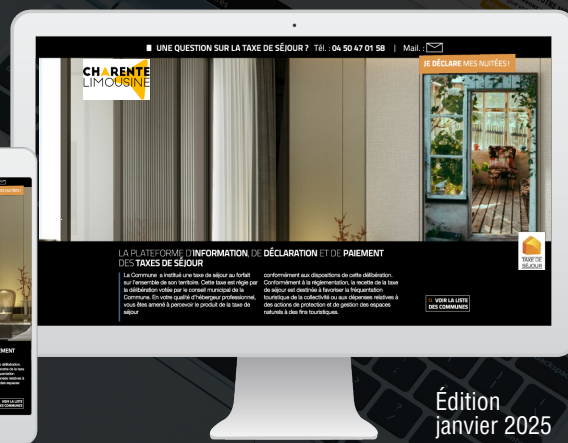 UNE QUESTION SUR LA TAXE DE SÉJOUR ? Tél. : 04 50 47 01 58 | Mail. :
JE DÉCLARE MES NUITÉES !
CHARENTE
LIMOUSINE
LA PLATEFORME D'INFORMATION, DE DÉCLARATION ET DE PAIEMENT
DES TAXES DE SÉJOUR
La Commune a institué une taxe de séjour au forfait
sur l'ensemble de son territoire. Cette taxe est régie par
la délibération votée par le conseil municipal de la
Commune. En votre qualité d'hébergeur professionnel,
vous êtes amené à percevoir le produit de la taxe de
séjour
conformément aux dispositions de cette délibération.
Conformément à la réglementation, la recette de la taxe
de séjour est destinée à favoriser la fréquentation
touristique de la collectivité ou aux dépenses relatives à
des actions de protection et de gestion des espaces
naturels à des fins touristiques.
TAXE DE
SÉJOUR
VOIR LA LISTE
DES COMMUNES
Édition
janvier 2025